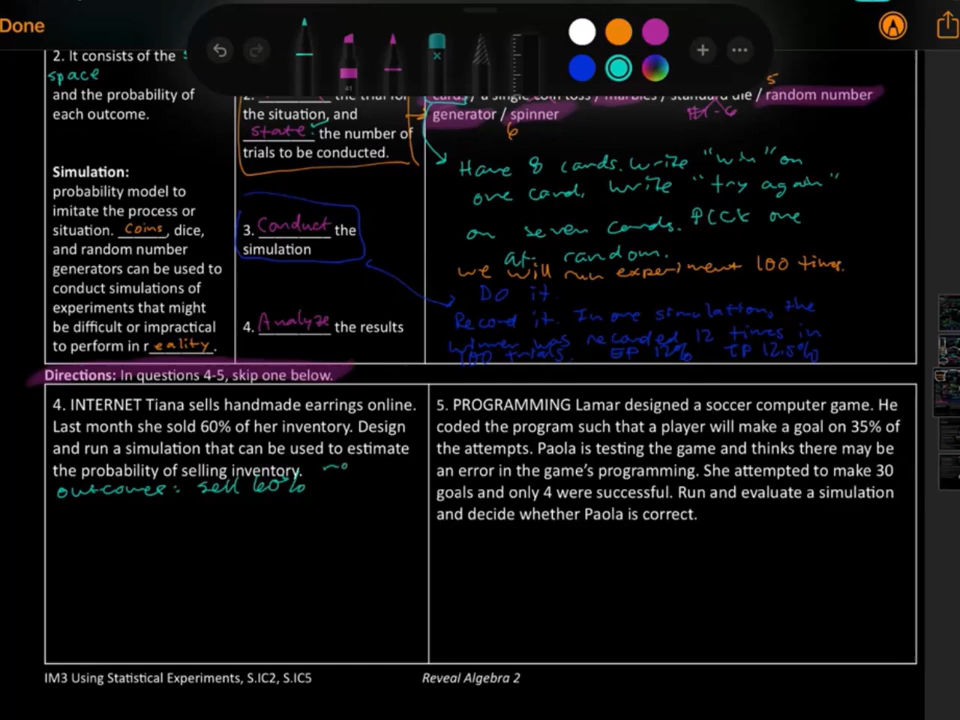 Done
2. It consists of the
space
and the probability of
each outcome.
Simulation:
probability model to
imitate the process or
situation. coins, dice,
and random number
generators can be used to
conduct simulations of
experiments that might
be difficult or impractical
to perform in reality.
the trial for
the situation, and
state the number of
trials to be conducted.
3. Conduct the
simulation
4. Analyze the results
/ a single coin loss / marbles / standard die / random number
generator / spinner
5
6
Have 8 cards. Write "win" on
one card, write "try again"
on seven cards. Pick one
at random.
we will run experiment 100 times.
Do it.
Record it. In one simulation, the
winner was recorded 12 times in
100 trials. EP 12% TP 12.5%
Directions: In questions 4-5, skip one below.
4. INTERNET Tiana sells handmade earrings online.
Last month she sold 60% of her inventory. Design
and run a simulation that can be used to estimate
the probability of selling inventory.
outcomes: sell 60%
5. PROGRAMMING Lamar designed a soccer computer game. He
coded the program such that a player will make a goal on 35% of
the attempts. Paola is testing the game and thinks there may be
an error in the game's programming. She attempted to make 30
goals and only 4 were successful. Run and evaluate a simulation
and decide whether Paola is correct.
IM3 Using Statistical Experiments, S.IC2, S.IC5
Reveal Algebra 2